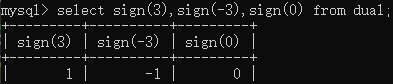 mysql> select sign(3),sign(-3),sign(0) from dual;
+---------+----------+---------+
| sign(3) | sign(-3) | sign(0) |
+---------+----------+---------+
| 1 | -1 | 0 |